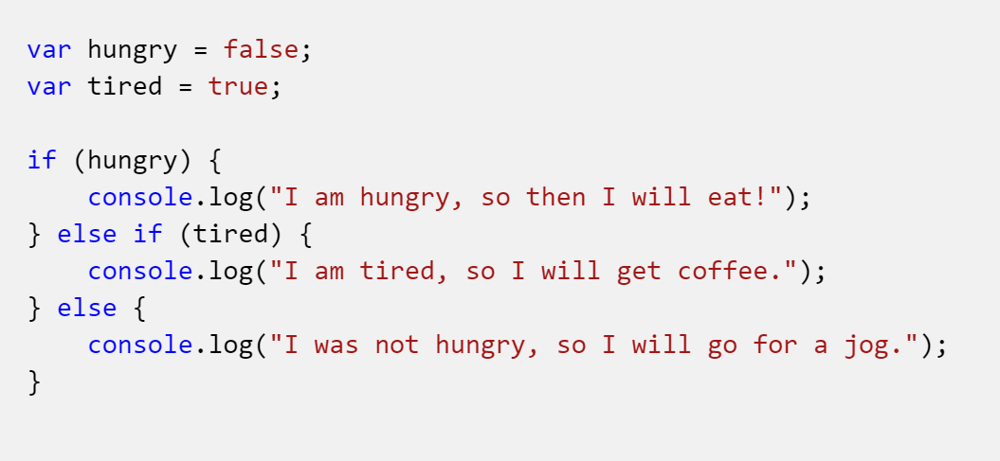 var hungry = false;
var tired = true;

if (hungry) {
    console.log("I am hungry, so then I will eat!");
} else if (tired) {
    console.log("I am tired, so I will get coffee.");
} else {
    console.log("I was not hungry, so I will go for a jog.");
}